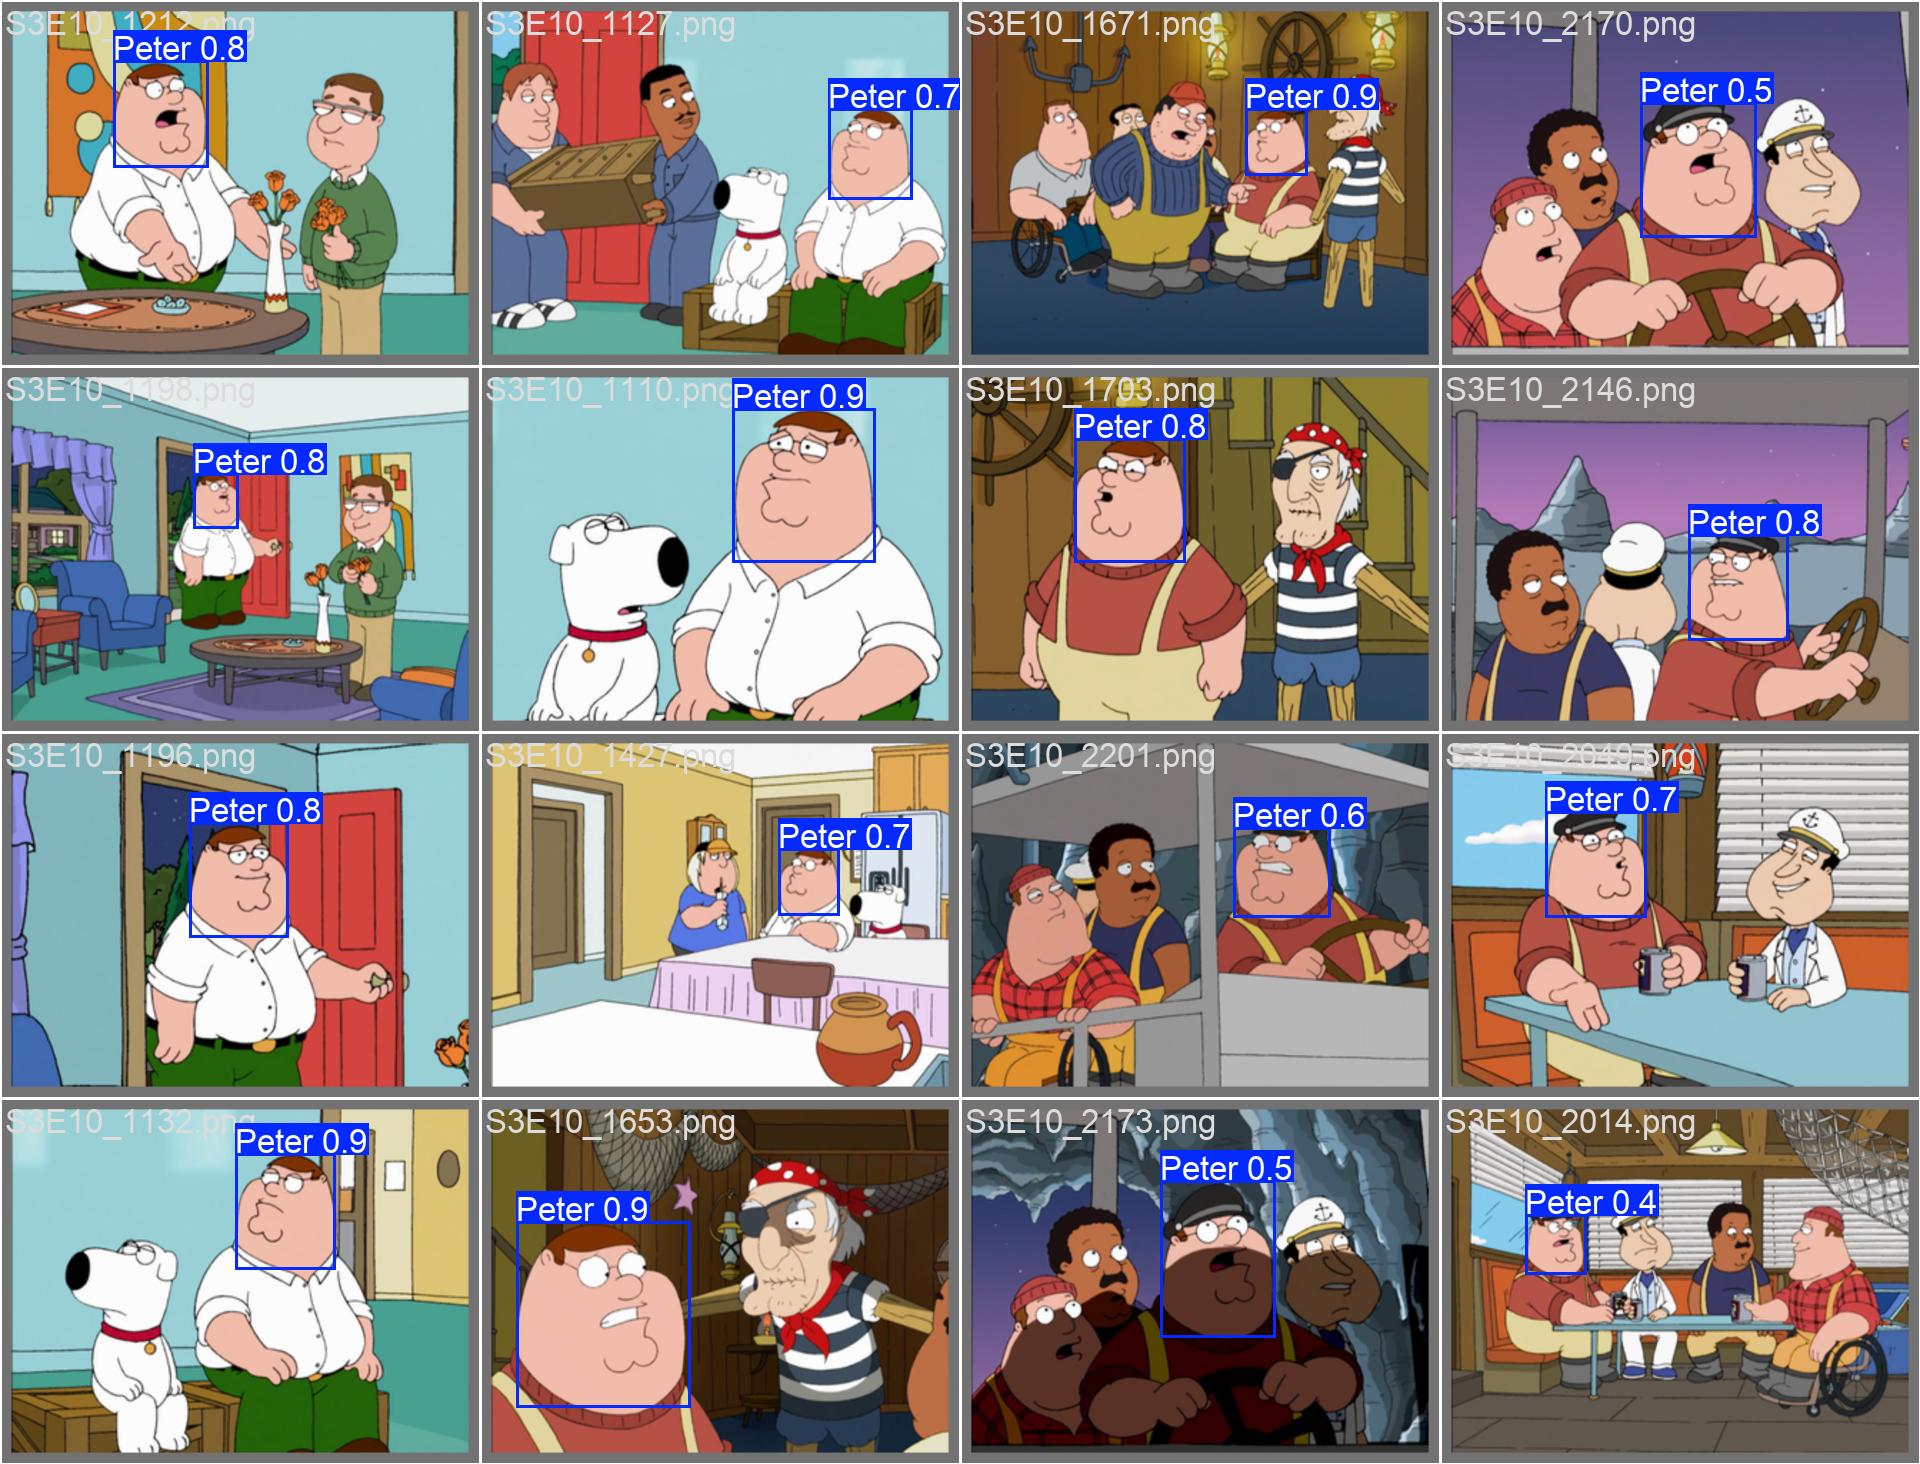 S3E10_1212.png
Peter 0.8
S3E10_1127.png
Peter 0.7
S3E10_1671.png
Peter 0.9
S3E10_2170.png
Peter 0.5
S3E10_1198.png
Peter 0.8
S3E10_1110.png
Peter 0.9
S3E10_1703.png
Peter 0.8
S3E10_2146.png
Peter 0.8
S3E10_1196.png
Peter 0.8
S3E10_1427.png
Peter 0.7
S3E10_2201.png
Peter 0.6
S3E10_2049.png
Peter 0.7
S3E10_1132.png
Peter 0.9
S3E10_1653.png
Peter 0.9
S3E10_2173.png
Peter 0.5
S3E10_2014.png
Peter 0.4